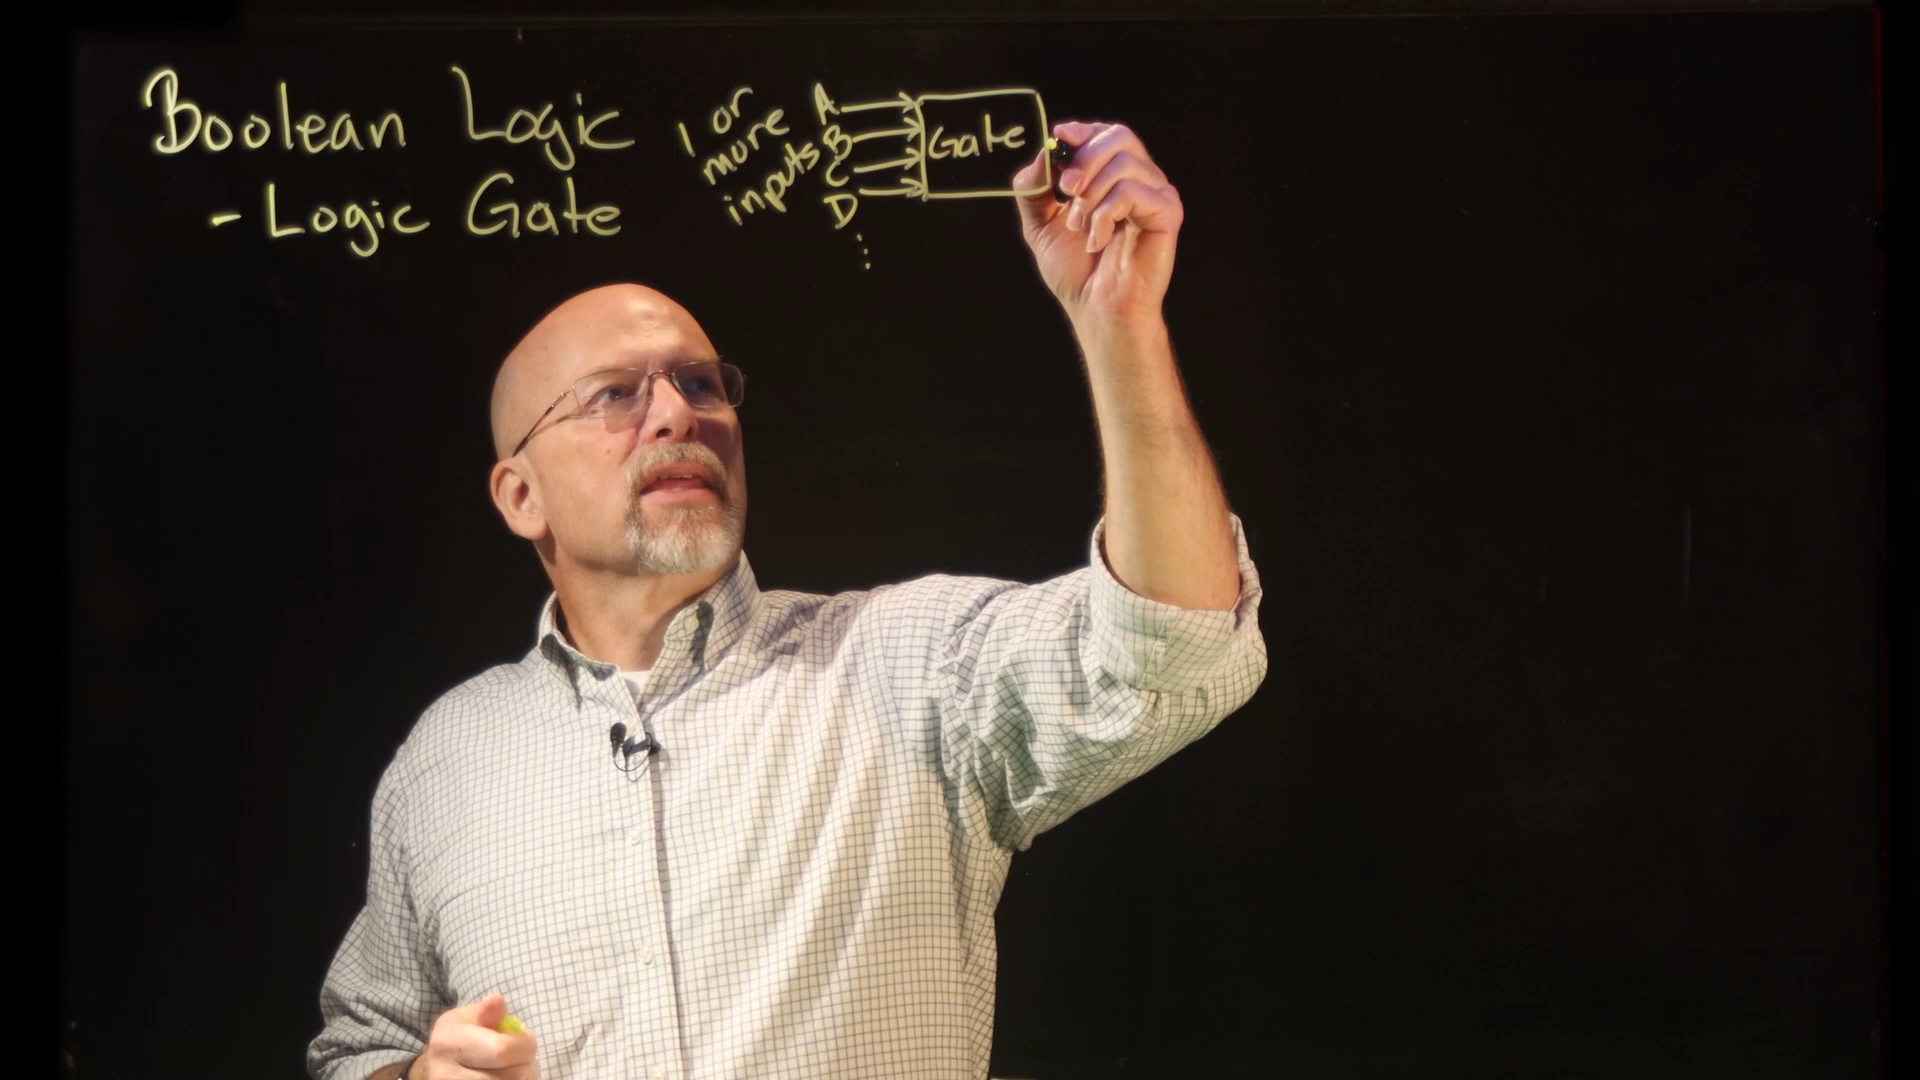 Boolean Logic
- Logic Gate
1 or
more
inputs
A
B
C
D
⋮
Gate